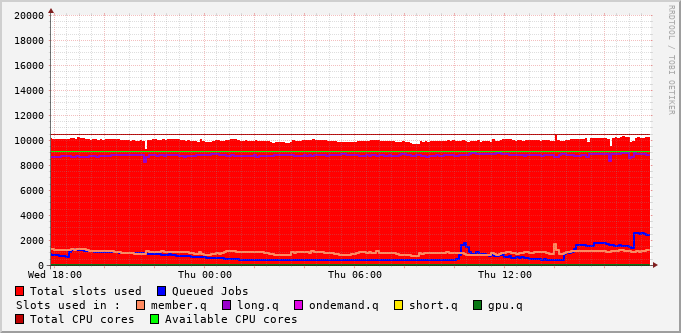 20000
18000
16000
14000
12000
10000
8000
6000
4000
2000
0
Wed 18:00 Thu 00:00 Thu 06:00 Thu 12:00
Total slots used Queued Jobs
Slots used in : member.q long.q ondemand.q short.q gpu.q
Total CPU cores Available CPU cores
RRDTOOL / TOBI OETIKER